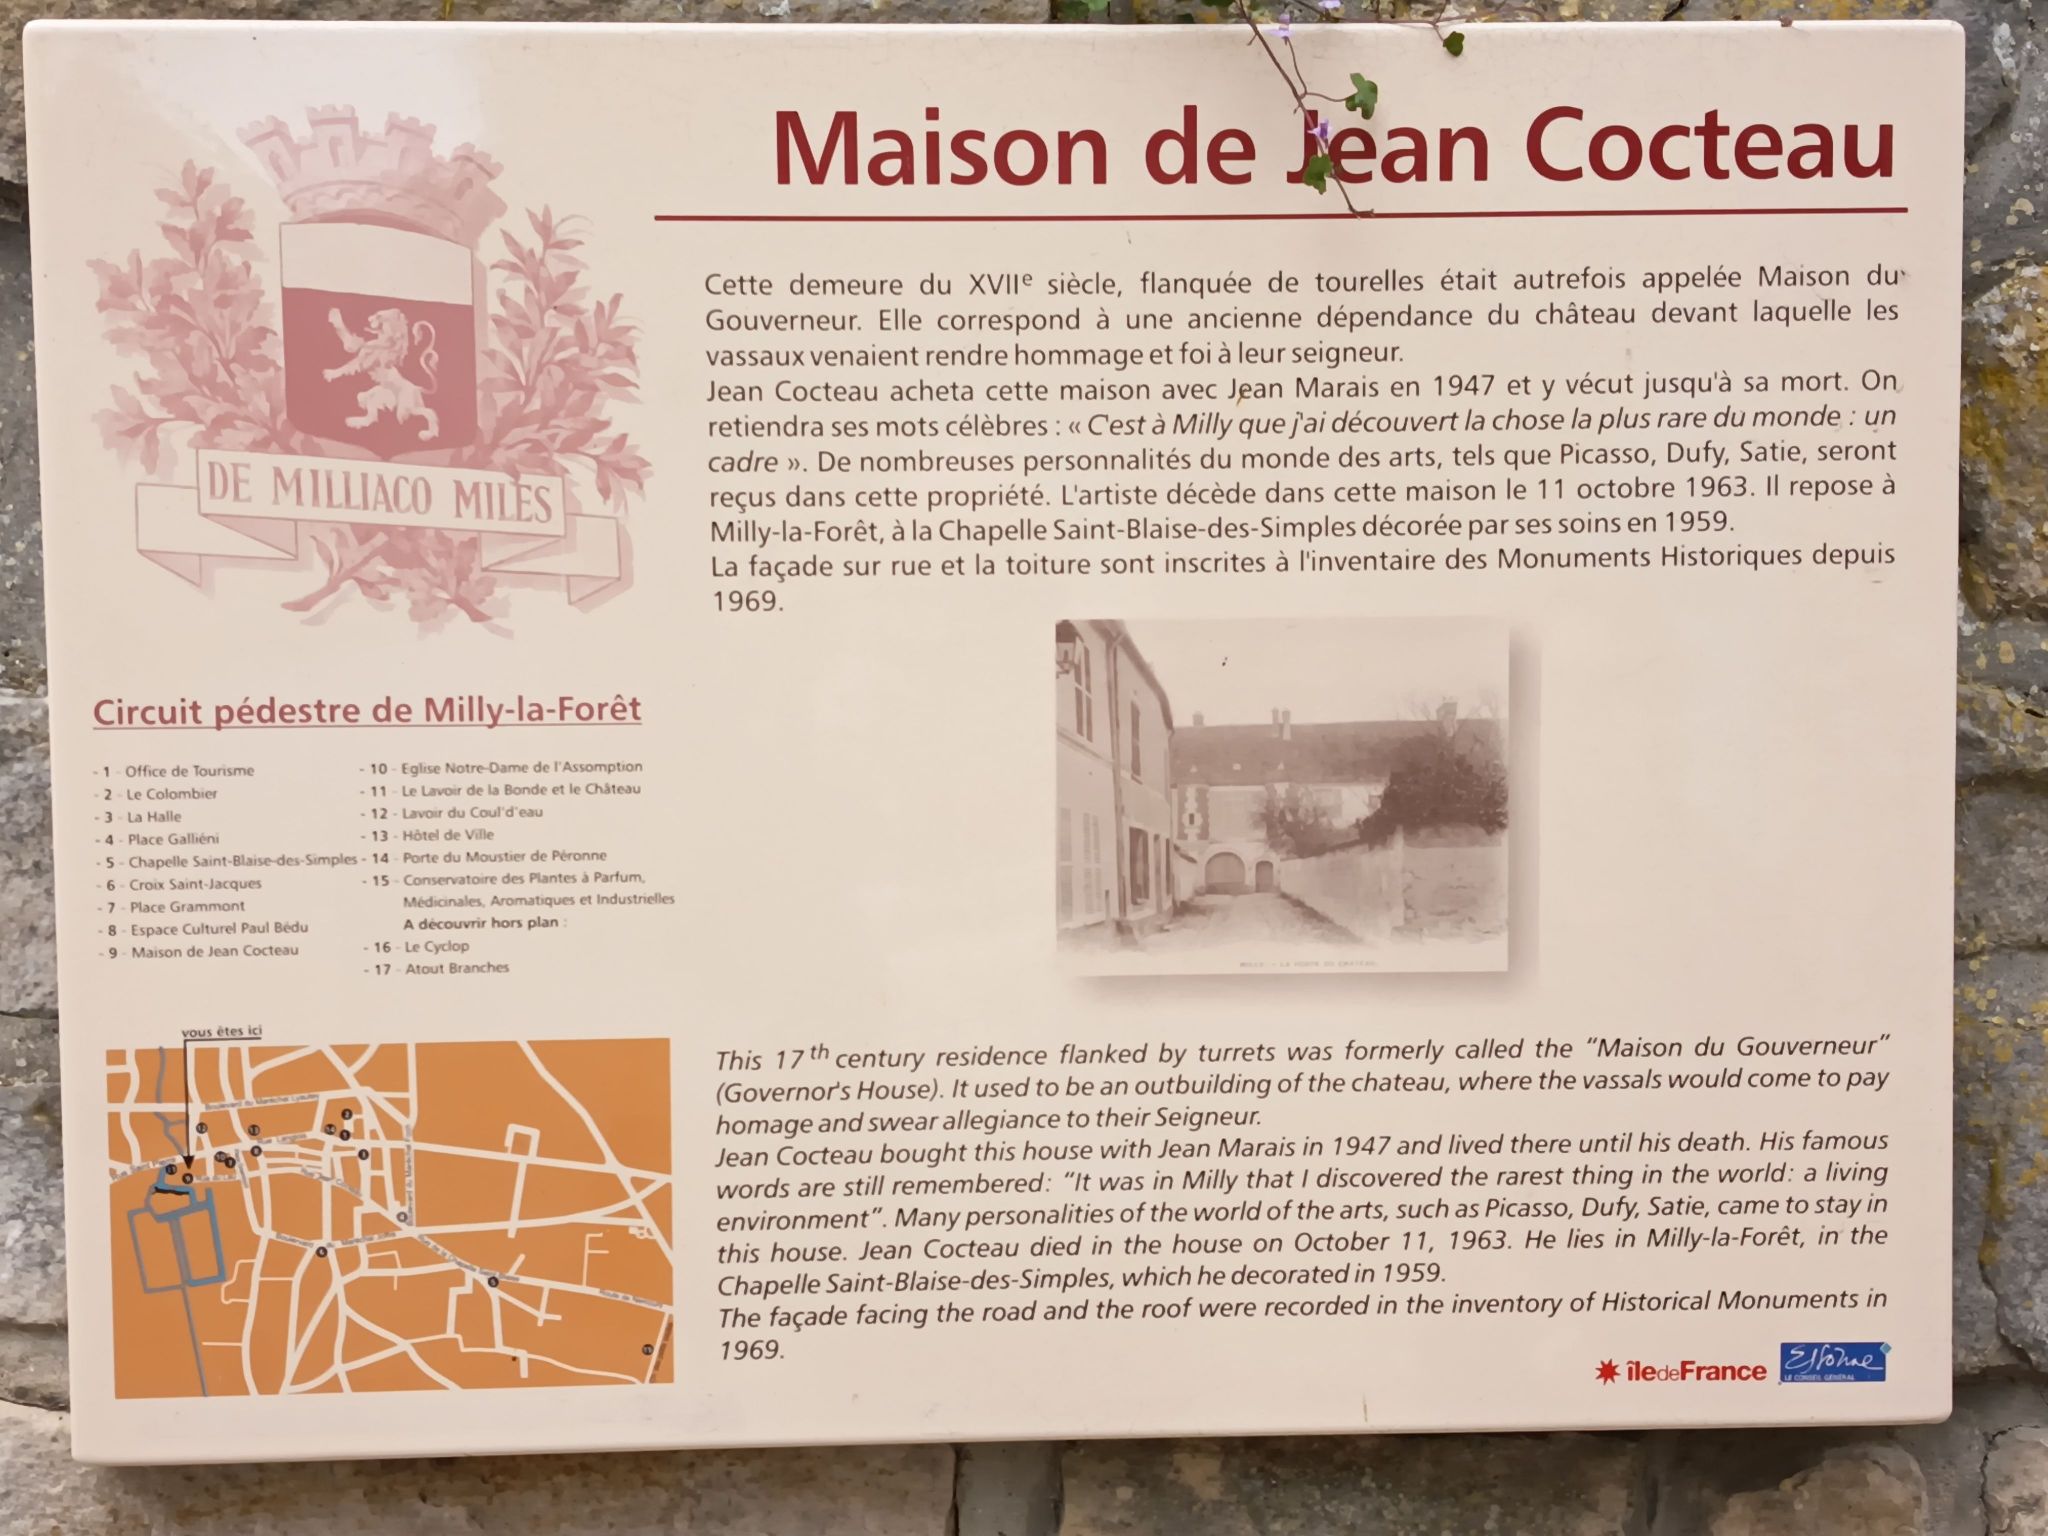 Maison de Jean Cocteau
DE MILLIACO MILES
Cette demeure du XVIIe siècle, flanquée de tourelles était autrefois appelée Maison du
Gouverneur. Elle correspond à une ancienne dépendance du château devant laquelle les
vassaux venaient rendre hommage et foi à leur seigneur.
Jean Cocteau acheta cette maison avec Jean Marais en 1947 et y vécut jusqu'à sa mort. On
retiendra ses mots célèbres : « C'est à Milly que j'ai découvert la chose la plus rare du monde : un
cadre ». De nombreuses personnalités du monde des arts, tels que Picasso, Dufy, Satie, seront
reçus dans cette propriété. L'artiste décède dans cette maison le 11 octobre 1963. Il repose à
Milly-la-Forêt, à la Chapelle Saint-Blaise-des-Simples décorée par ses soins en 1959.
La façade sur rue et la toiture sont inscrites à l'inventaire des Monuments Historiques depuis
1969.
Circuit pédestre de Milly-la-Forêt
- 1 - Office de Tourisme
- 2 - Le Colombier
- 3 - La Halle
- 4 - Place Galliéni
- 5 - Chapelle Saint-Blaise-des-Simples
- 6 - Croix Saint-Jacques
- 7 - Place Grammont
- 8 - Espace Culturel Paul Bédu
- 9 - Maison de Jean Cocteau
- 10 - Eglise Notre-Dame de l'Assomption
- 11 - Le Lavoir de la Bonde et le Château
- 12 - Lavoir du Coul'd'eau
- 13 - Hôtel de Ville
- 14 - Porte du Moustier de Péronne
- 15 - Conservatoire des Plantes à Parfum,
Médicinales, Aromatiques et Industrielles
A découvrir hors plan :
- 16 - Le Cyclop
- 17 - Atout Branches
vous êtes ici
Boulevard du Maréchal Lyautey
Rue Saint Pierre
MILLY - LA PORTE DU CHATEAU
This 17th century residence flanked by turrets was formerly called the "Maison du Gouverneur"
(Governor's House). It used to be an outbuilding of the chateau, where the vassals would come to pay
homage and swear allegiance to their Seigneur.
Jean Cocteau bought this house with Jean Marais in 1947 and lived there until his death. His famous
words are still remembered: "It was in Milly that I discovered the rarest thing in the world: a living
environment". Many personalities of the world of the arts, such as Picasso, Dufy, Satie, came to stay in
this house. Jean Cocteau died in the house on October 11, 1963. He lies in Milly-la-Forêt, in the
Chapelle Saint-Blaise-des-Simples, which he decorated in 1959.
The façade facing the road and the roof were recorded in the inventory of Historical Monuments in
1969.
île de France
Essonne
LE CONSEIL GENERAL